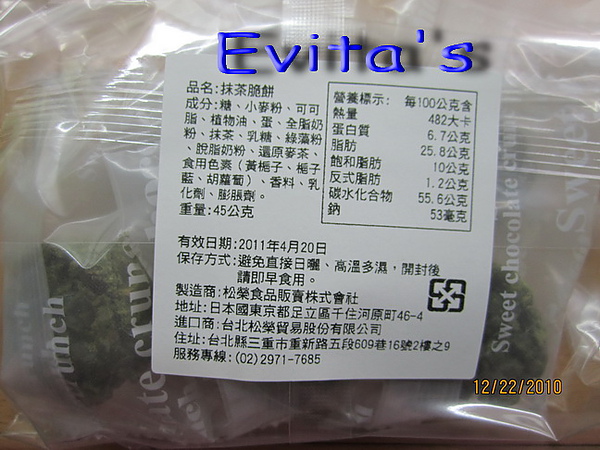 Evita's
品名:抹茶脆餅
成分:糖、小麥粉、可可
脂、植物油、蛋、全脂奶
粉、抹茶、乳糖、綠藻粉
、脫脂奶粉、還原麥茶、
食用色素(黃梔子、梔子
藍、胡蘿蔔)、香料、乳
化劑、膨脹劑。
重量:45公克
營養標示: 每100公克含
熱量 482大卡
蛋白質 6.7公克
脂肪 25.8公克
飽和脂肪 10公克
反式脂肪 1.2公克
碳水化合物 55.6公克
鈉 53毫克
有效日期:2011年4月20日
保存方式:避免直接日曬、高溫多濕,開封後
請即早食用。
製造商:松榮食品販賣株式會社
地址:日本國東京都足立區千住河原町46-4
進口商:台北松榮貿易股份有限公司
住址:台北縣三重市重新路五段609巷16號2樓之9
服務專線:(02)2971-7685
Sweet chocolate crun
Sweet
unch
12/22/2010